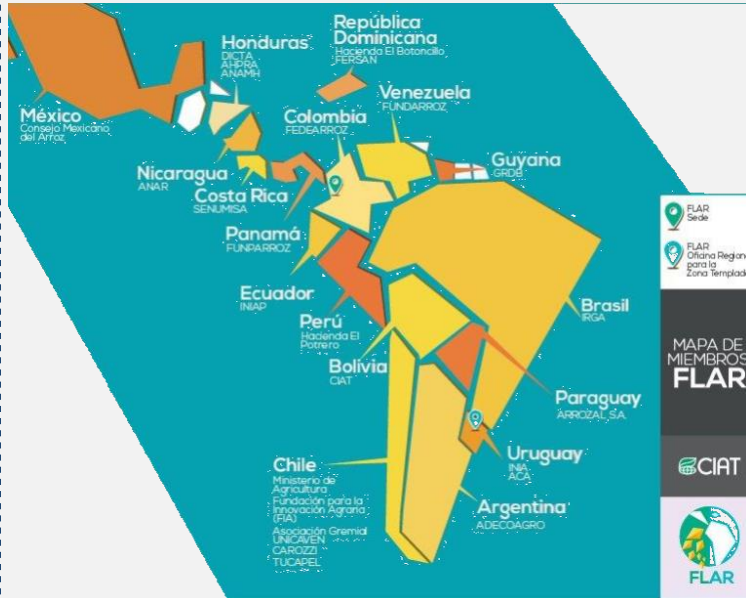 República
Dominicana
Hacienda El Botoncillo
FERSAN
Honduras
DICTA
AHPRA
ANAMH
Venezuela
FUNDARROZ
México
Consejo Mexicano
del Arroz
Colombia
FEDEARROZ
Guyana
GRDB
Nicaragua
ANAR
Costa Rica
SENUMISA
Panamá
FUNPARROZ
Ecuador
INIAP
Perú
Hacienda El
Potrero
Brasil
IRGA
Bolivia
CIAT
Paraguay
ARROZAL S.A.
Uruguay
INIA
ACA
Chile
Ministerio de
Agricultura
Fundación para la
Innovación Agraria
(FIA)
Asociación Gremial
UNICAVEN
CAROZZI
TUCAPEL
Argentina
ADECOAGRO
FLAR
Sede
FLAR
Oficina Regional
para la
Zona Templada
MAPA DE
MIEMBROS
FLAR
CIAT
FLAR